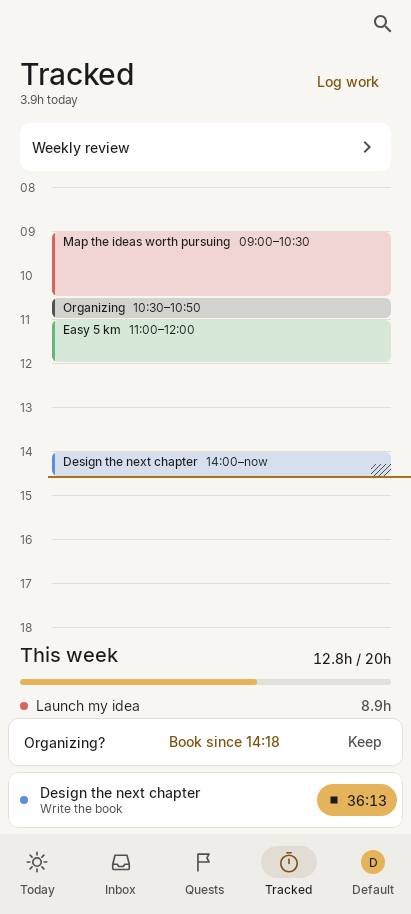 Tracked
Log work
3.9h today
Weekly review
08
09
Map the ideas worth pursuing 09:00–10:30
10
Organizing 10:30–10:50
11
Easy 5 km 11:00–12:00
12
13
14
Design the next chapter 14:00–now
15
16
17
18
This week
12.8h / 20h
Launch my idea
8.9h
Organizing? Book since 14:18 Keep
Design the next chapter
Write the book
36:13
D
Today Inbox Quests Tracked Default